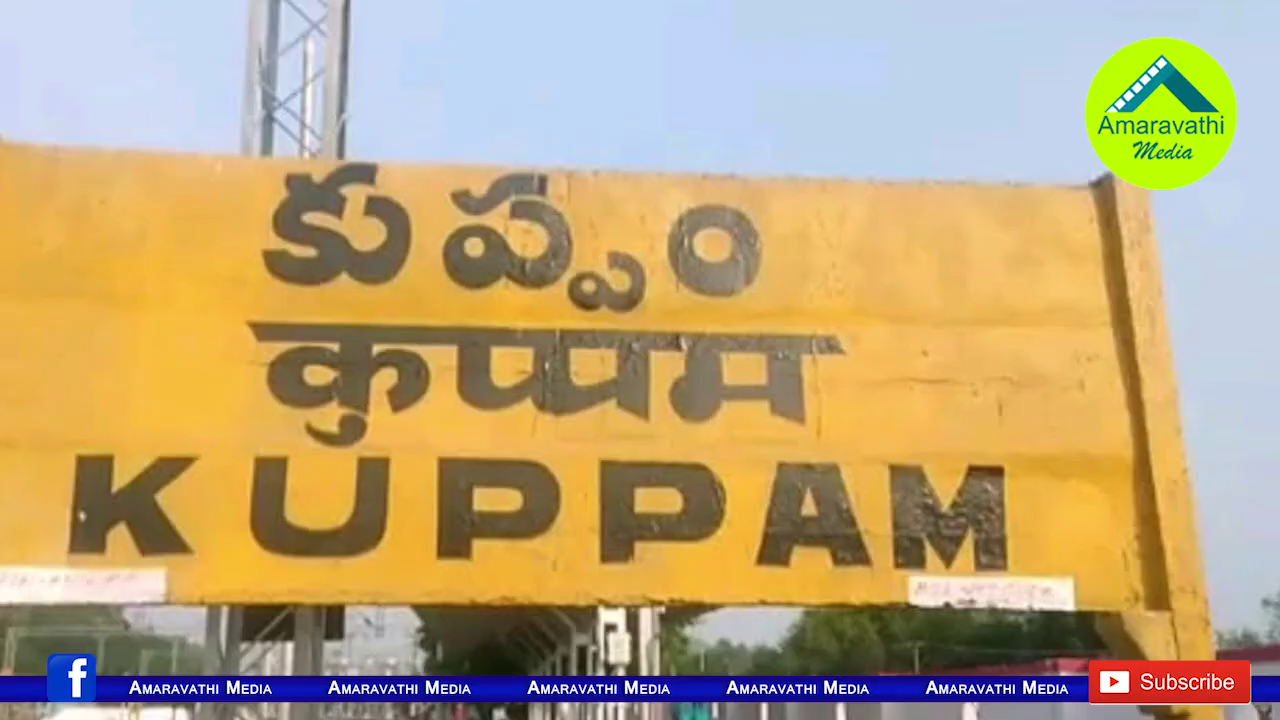 Amaravathi
Media
కుప్పం
कुप्पम
KUPPAM
f Amaravathi Media Amaravathi Media Amaravathi Media Amaravathi Media Amaravathi Media Subscribe